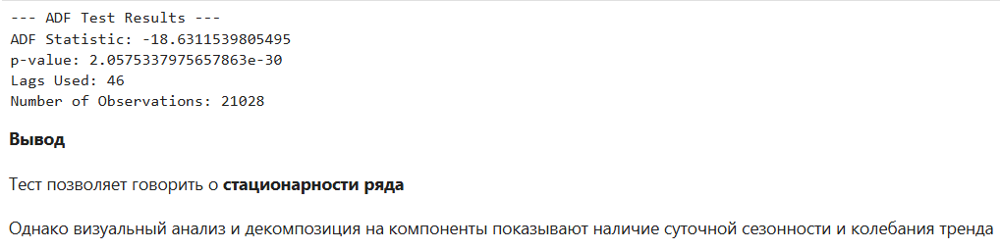 --- ADF Test Results ---
ADF Statistic: -18.6311539805495
p-value: 2.0575337975657863e-30
Lags Used: 46
Number of Observations: 21028
Вывод
Тест позволяет говорить о стационарности ряда
Однако визуальный анализ и декомпозиция на компоненты показывают наличие суточной сезонности и колебания тренда